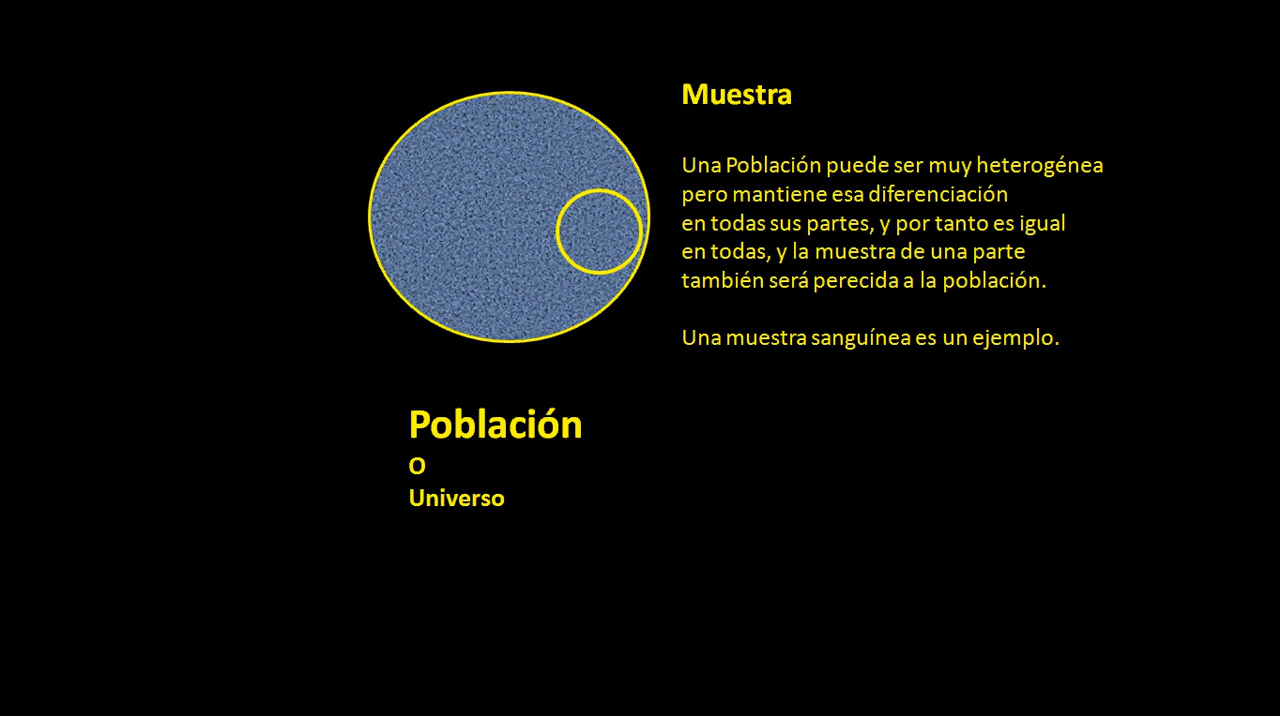 Muestra
Una Población puede ser muy heterogénea
pero mantiene esa diferenciación
en todas sus partes, y por tanto es igual
en todas, y la muestra de una parte
también será perecida a la población.
Una muestra sanguínea es un ejemplo.
Población
O
Universo